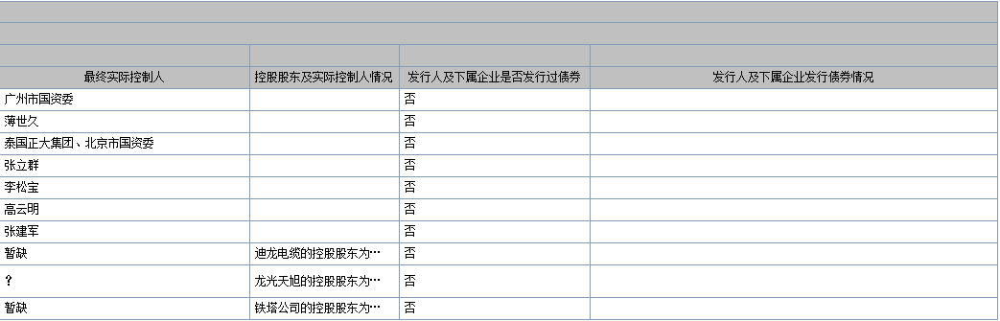 最终实际控制人 控股股东及实际控制人情况 发行人及下属企业是否发行过债券 发行人及下属企业发行债券情况
广州市国资委 否
薄世久 否
泰国正大集团、北京市国资委 否
张立群 否
李松宝 否
高云明 否
张建军 否
暂缺 迪龙电缆的控股股东为… 否
? 龙光天旭的控股股东为… 否
暂缺 铁塔公司的控股股东为… 否